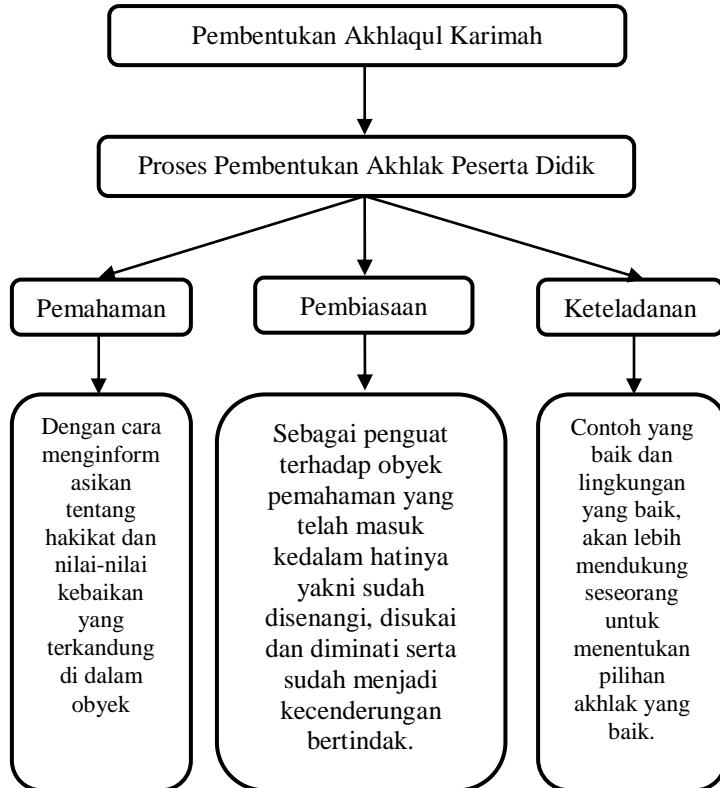 Pembentukan Akhlaqul Karimah
Proses Pembentukan Akhlak Peserta Didik
Pemahaman
Pembiasaan
Keteladanan
Dengan cara
menginform
asikan
tentang
hakikat dan
nilai-nilai
kebaikan
yang
terkandung
di dalam
obyek
Sebagai penguat
terhadap obyek
pemahaman yang
telah masuk
kedalam hatinya
yakni sudah
disenangi, disukai
dan diminati serta
sudah menjadi
kecenderungan
bertindak.
Contoh yang
baik dan
lingkungan
yang baik,
akan lebih
mendukung
seseorang
untuk
menentukan
pilihan
akhlak yang
baik.